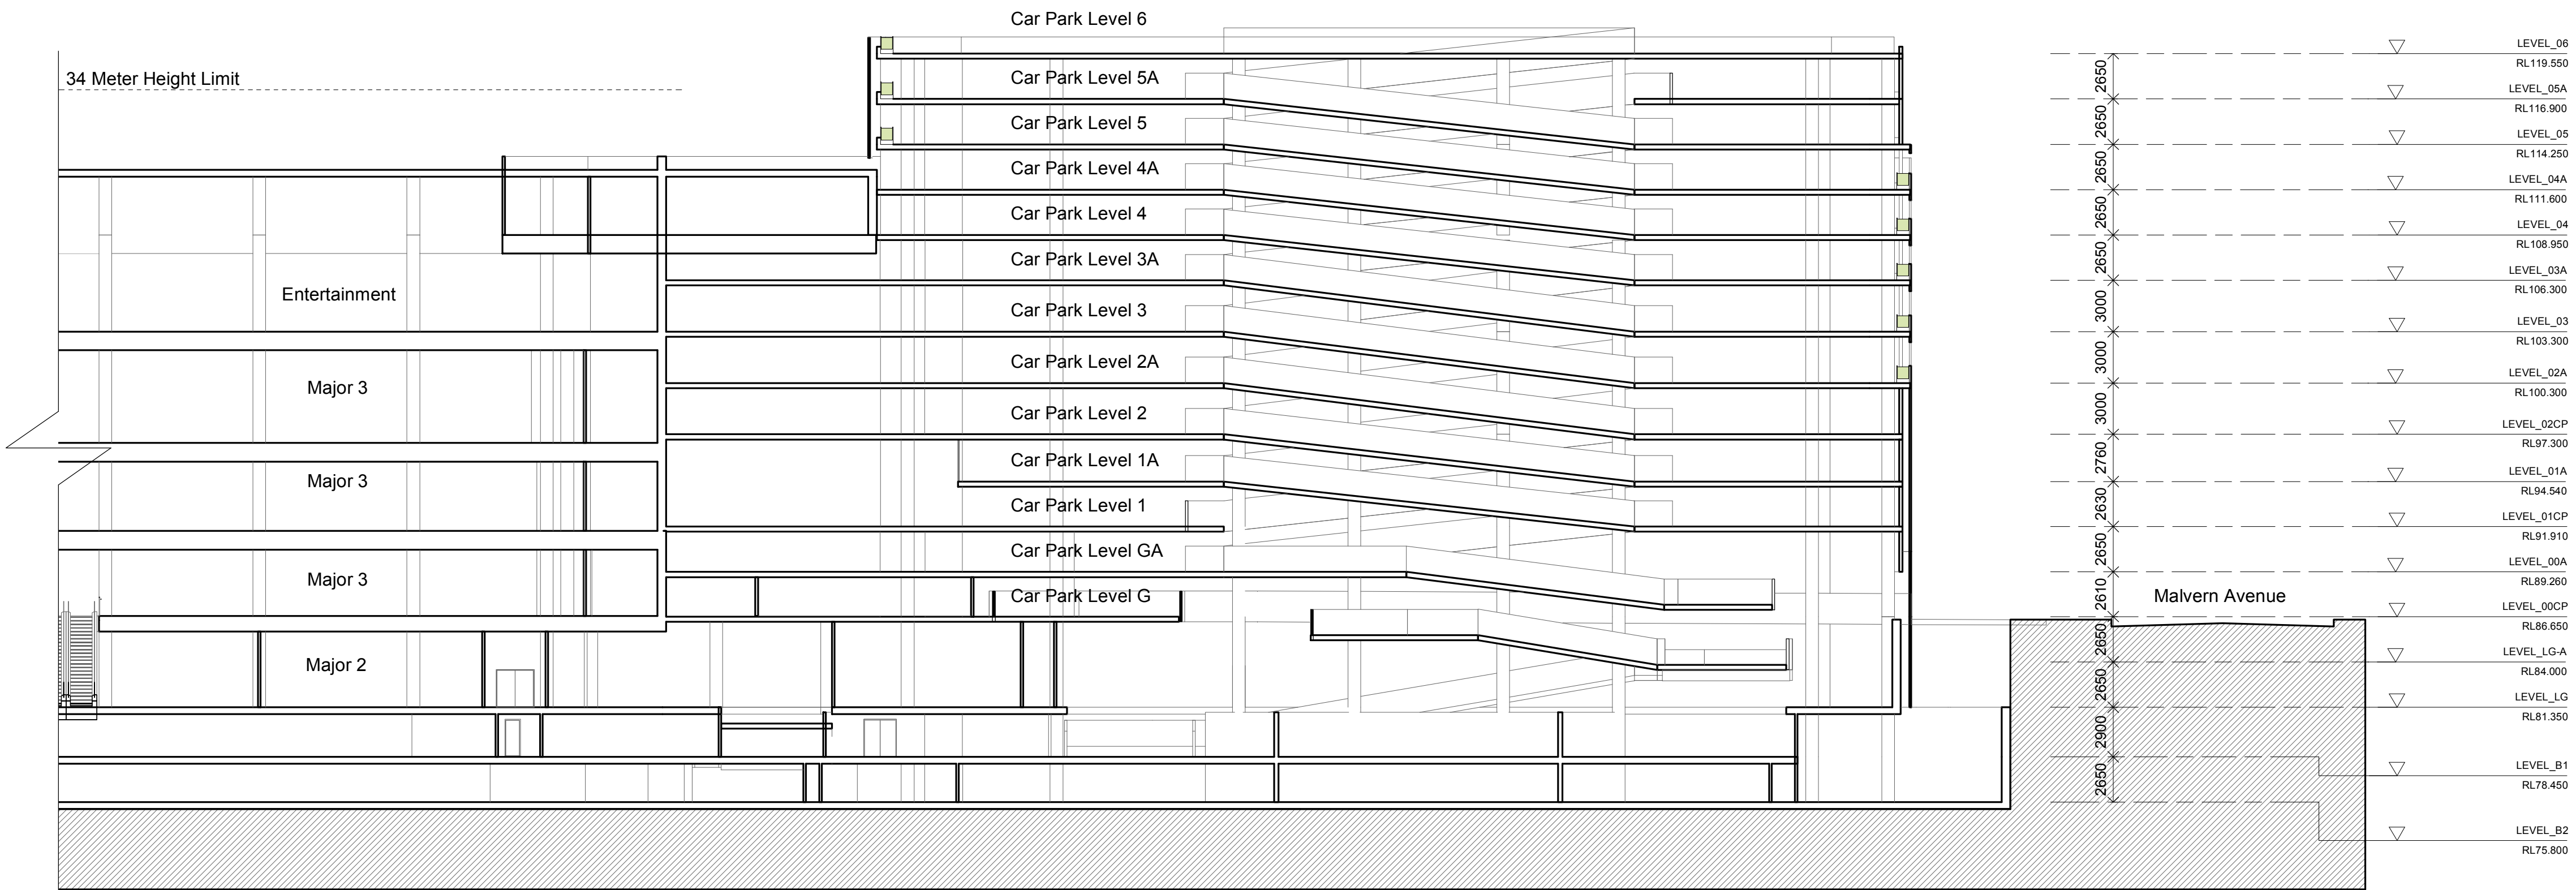 Car Park Level 6
34 Meter Height Limit
Car Park Level 5A
Car Park Level 5
Car Park Level 4A
Car Park Level 4
Car Park Level 3A
Entertainment
Car Park Level 3
Car Park Level 2A
Major 3
Car Park Level 2
Car Park Level 1A
Major 3
Car Park Level 1
Car Park Level GA
Major 3
Car Park Level G
Major 2
Malvern Avenue
2650
2650
2650
2650
2650
3000
3000
3000
2760
2630
2650
2610
2650
2650
2900
2650
LEVEL_06
RL119.550
LEVEL_05A
RL116.900
LEVEL_05
RL114.250
LEVEL_04A
RL111.600
LEVEL_04
RL108.950
LEVEL_03A
RL106.300
LEVEL_03
RL103.300
LEVEL_02A
RL100.300
LEVEL_02CP
RL97.300
LEVEL_01A
RL94.540
LEVEL_01CP
RL91.910
LEVEL_00A
RL89.260
LEVEL_00CP
RL86.650
LEVEL_LG-A
RL84.000
LEVEL_LG
RL81.350
LEVEL_B1
RL78.450
LEVEL_B2
RL75.800